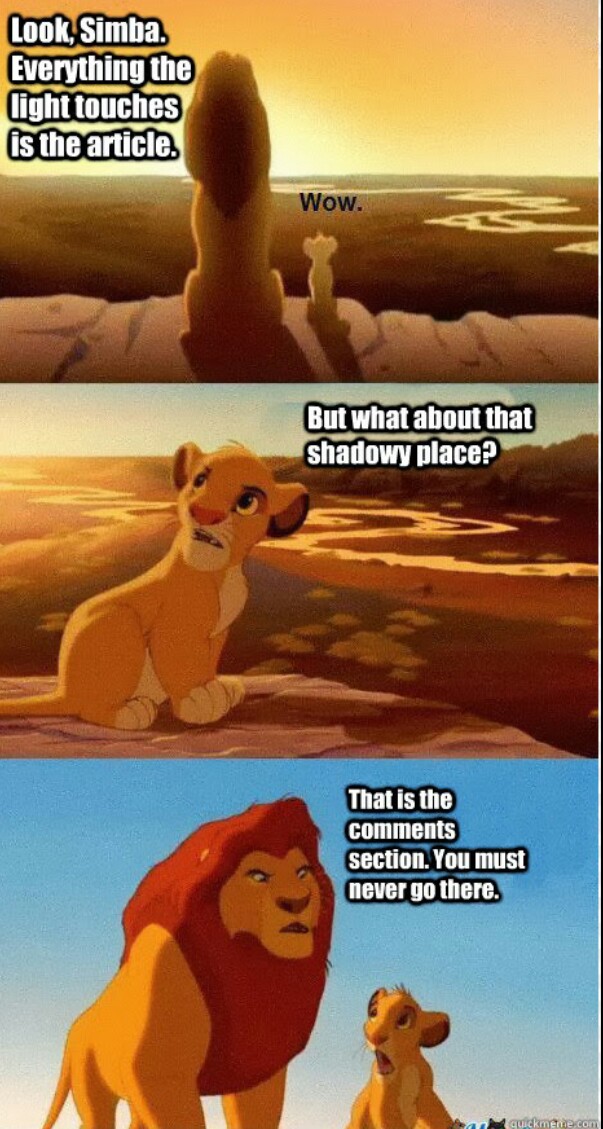 Look, Simba.
Everything the
light touches
is the article.
Wow.
But what about that
shadowy place?
That is the
comments
section. You must
never go there.
quickmeme.com